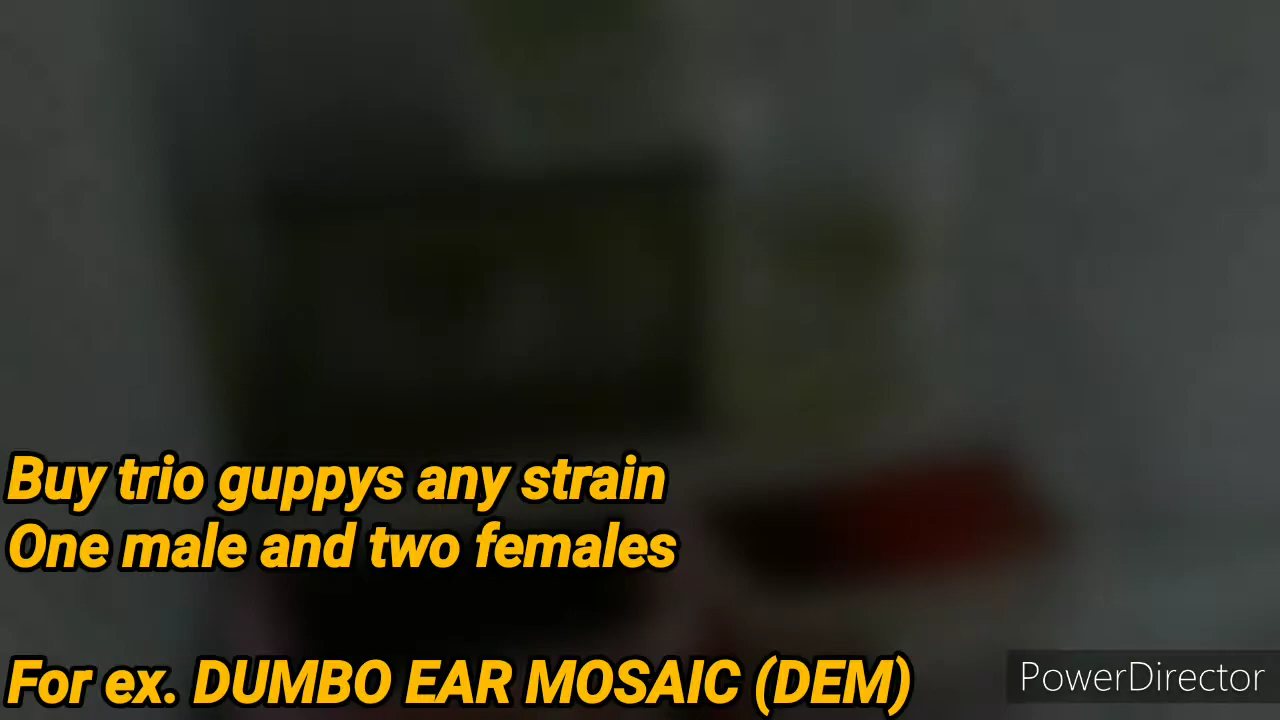 Buy trio guppys any strain
One male and two females
For ex. DUMBO EAR MOSAIC (DEM)
PowerDirector